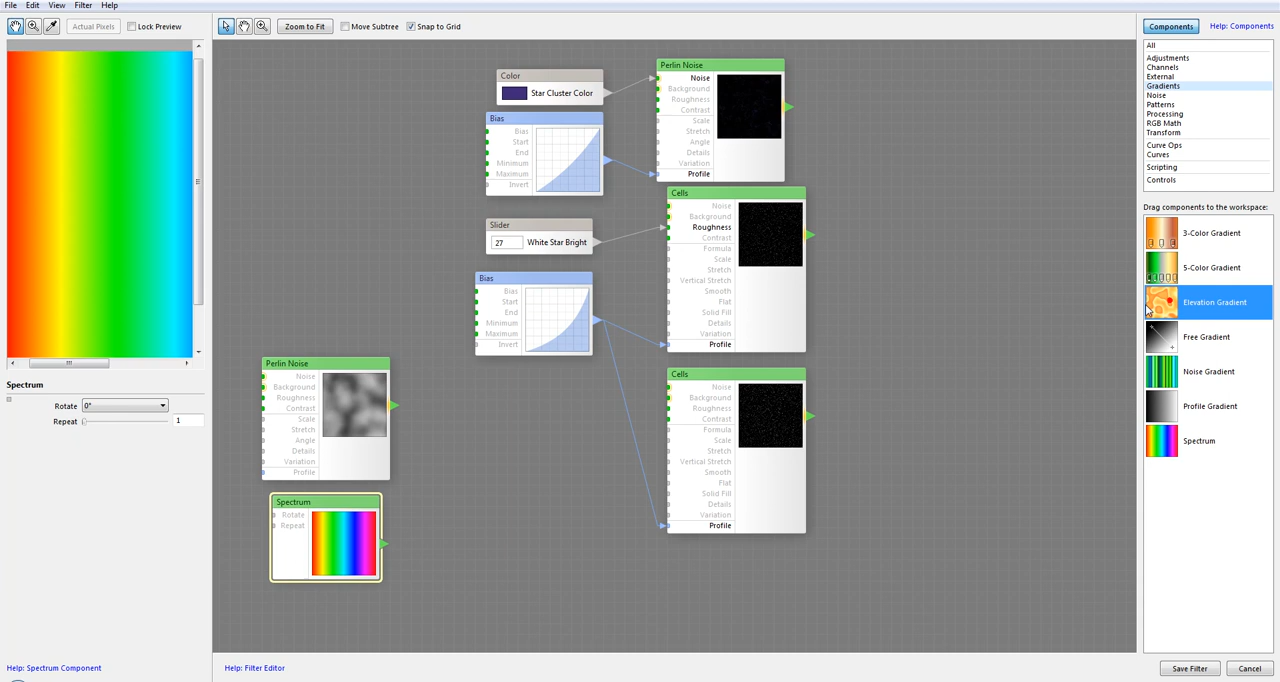 File Edit View Filter Help
Actual Pixels Lock Preview
Zoom to Fit Move Subtree Snap to Grid
Components Help: Components
Spectrum
Rotate 0°
Repeat 1
Help: Spectrum Component
Color
Star Cluster Color
Bias
Bias
Start
End
Minimum
Maximum
Invert
Slider
27 White Star Bright
Bias
Bias
Start
End
Minimum
Maximum
Invert
Perlin Noise
Noise
Background
Roughness
Contrast
Scale
Stretch
Angle
Details
Variation
Profile
Spectrum
Rotate
Repeat
Perlin Noise
Noise
Background
Roughness
Contrast
Scale
Stretch
Angle
Details
Variation
Profile
Cells
Noise
Background
Roughness
Contrast
Formula
Scale
Stretch
Vertical Stretch
Smooth
Flat
Solid Fill
Details
Variation
Profile
Cells
Noise
Background
Roughness
Contrast
Formula
Scale
Stretch
Vertical Stretch
Smooth
Flat
Solid Fill
Details
Variation
Profile
Help: Filter Editor
All
Adjustments
Channels
External
Gradients
Noise
Patterns
Processing
RGB Math
Transform
Curve Ops
Curves
Scripting
Controls
Drag components to the workspace:
3-Color Gradient
5-Color Gradient
Elevation Gradient
Free Gradient
Noise Gradient
Profile Gradient
Spectrum
Save Filter Cancel